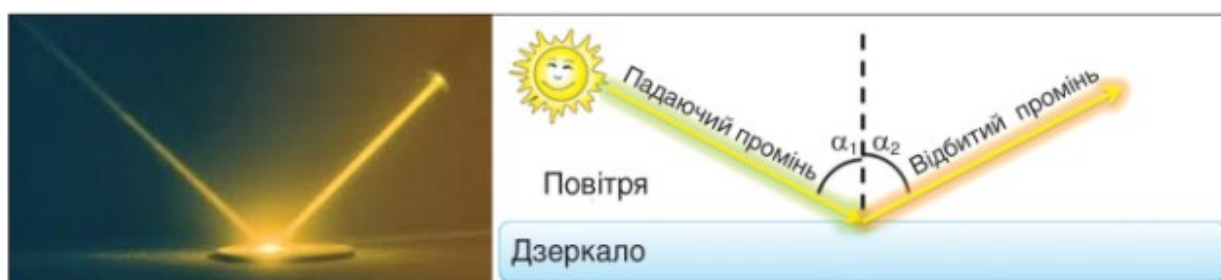 Падаючий промінь
α1 α2
Відбитий промінь
Повітря
Дзеркало